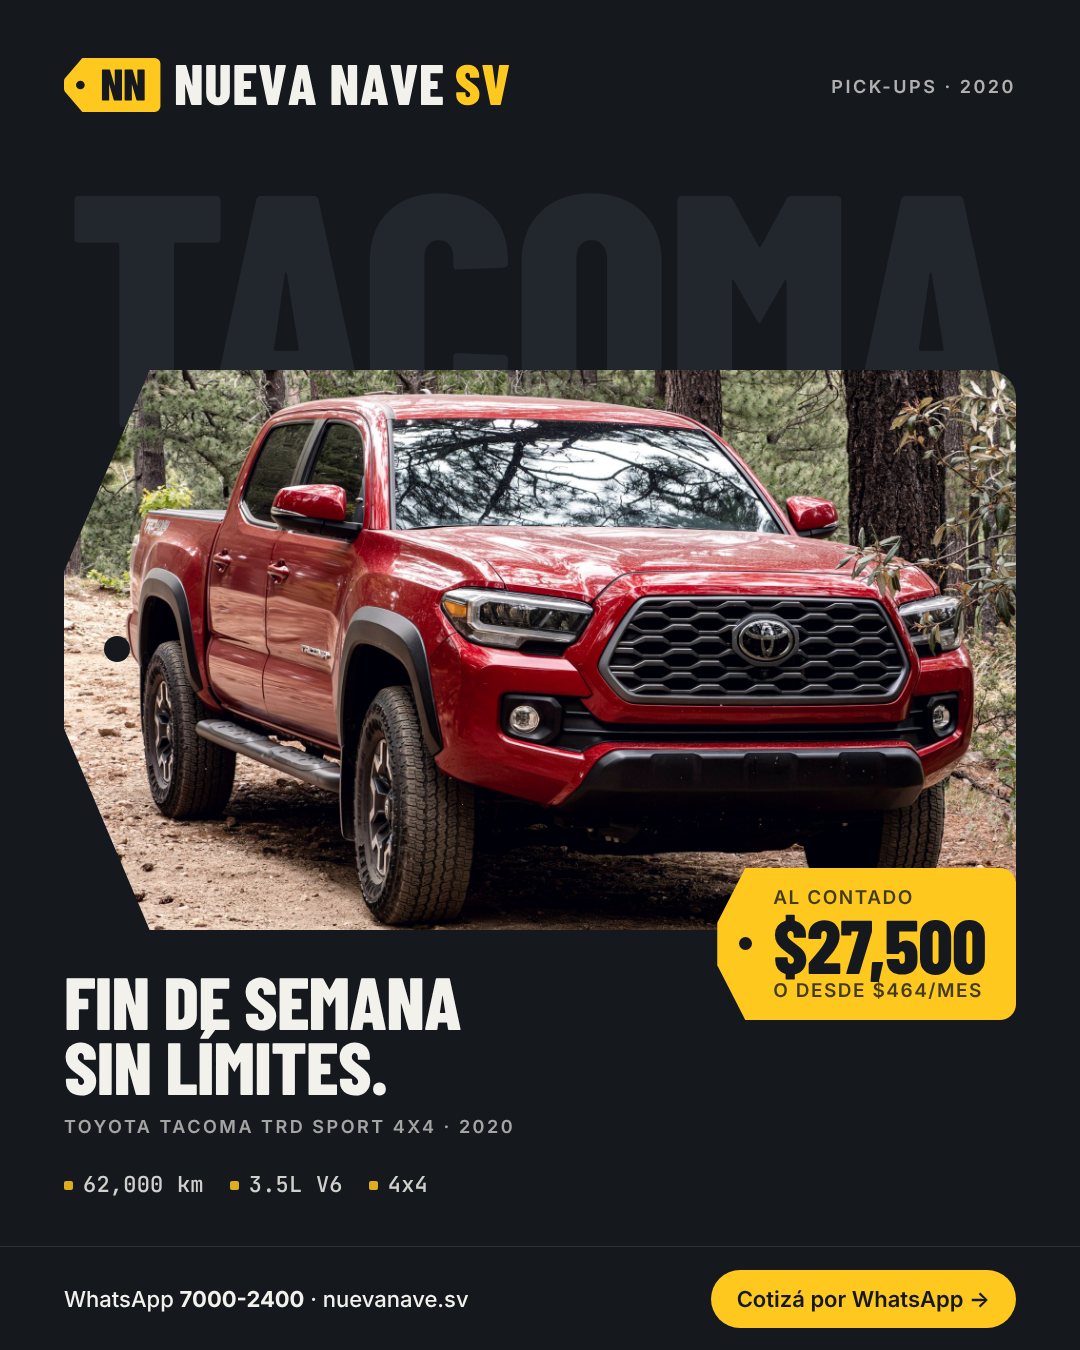 NN NUEVA NAVE SV
PICK-UPS · 2020
TACOMA
AL CONTADO
$27,500
O DESDE $464/MES
FIN DE SEMANA
SIN LÍMITES.
TOYOTA TACOMA TRD SPORT 4X4 · 2020
62,000 km 3.5L V6 4x4
WhatsApp 7000-2400 · nuevanave.sv
Cotizá por WhatsApp →